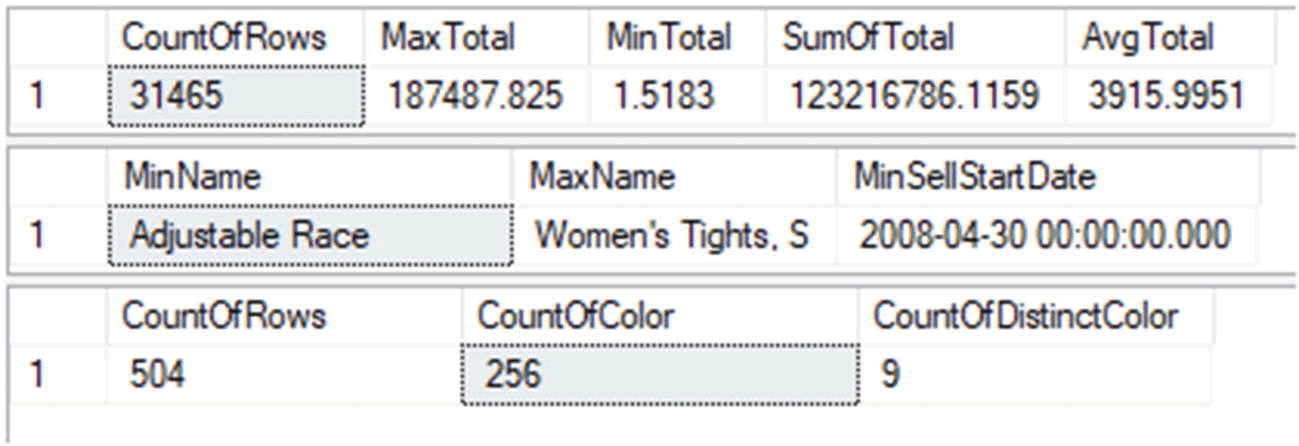 CountOfRows MaxTotal MinTotal SumOfTotal AvgTotal
1 31465 187487.825 1.5183 123216786.1159 3915.9951
MinName MaxName MinSellStartDate
1 Adjustable Race Women's Tights, S 2008-04-30 00:00:00.000
CountOfRows CountOfColor CountOfDistinctColor
1 504 256 9